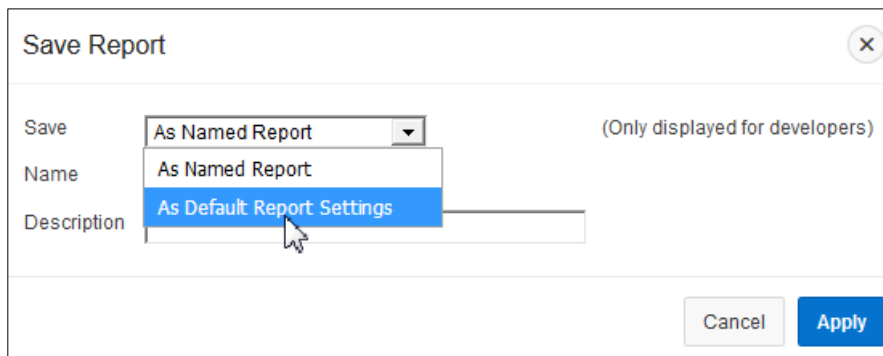 Save Report
Save As Named Report (Only displayed for developers)
Name As Named Report
As Default Report Settings
Description
Cancel Apply